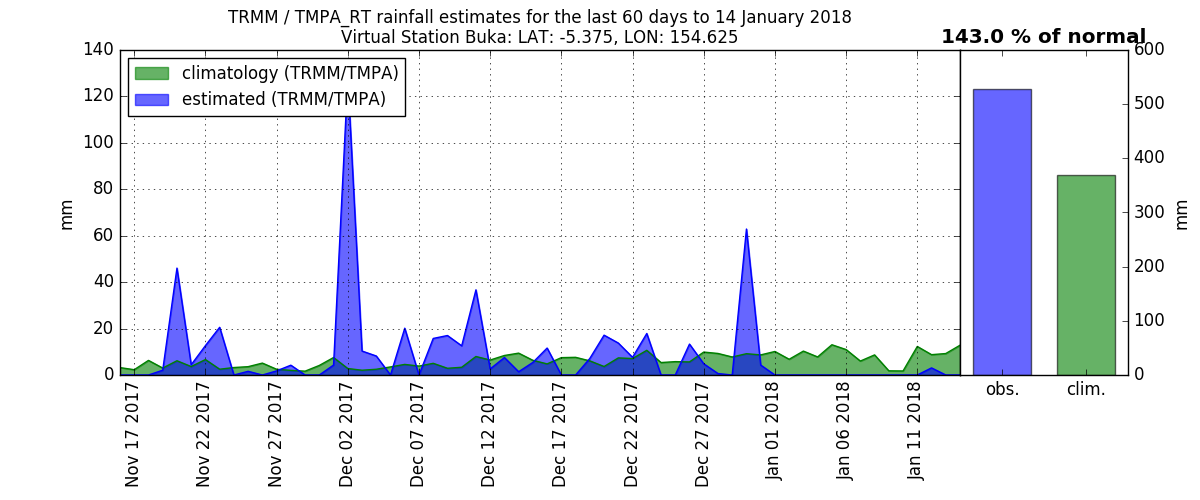 TRMM / TMPA_RT rainfall estimates for the last 60 days to 14 January 2018
Virtual Station Buka: LAT: -5.375, LON: 154.625
143.0 % of normal
climatology (TRMM/TMPA)
estimated (TRMM/TMPA)
mm
140
120
100
80
60
40
20
0
Nov 17 2017
Nov 22 2017
Nov 27 2017
Dec 02 2017
Dec 07 2017
Dec 12 2017
Dec 17 2017
Dec 22 2017
Dec 27 2017
Jan 01 2018
Jan 06 2018
Jan 11 2018
600
500
400
300
200
100
0
mm
obs.
clim.